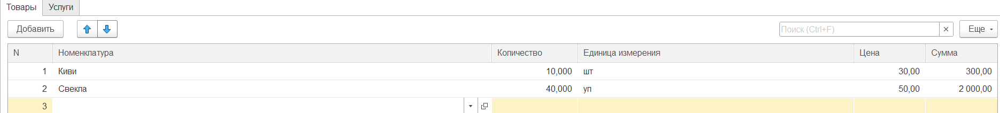 Товары Услуги
Добавить Поиск (Ctrl+F) × Еще
N Номенклатура Количество Единица измерения Цена Сумма
1 Киви 10,000 шт 30,00 300,00
2 Свекла 40,000 уп 50,00 2 000,00
3